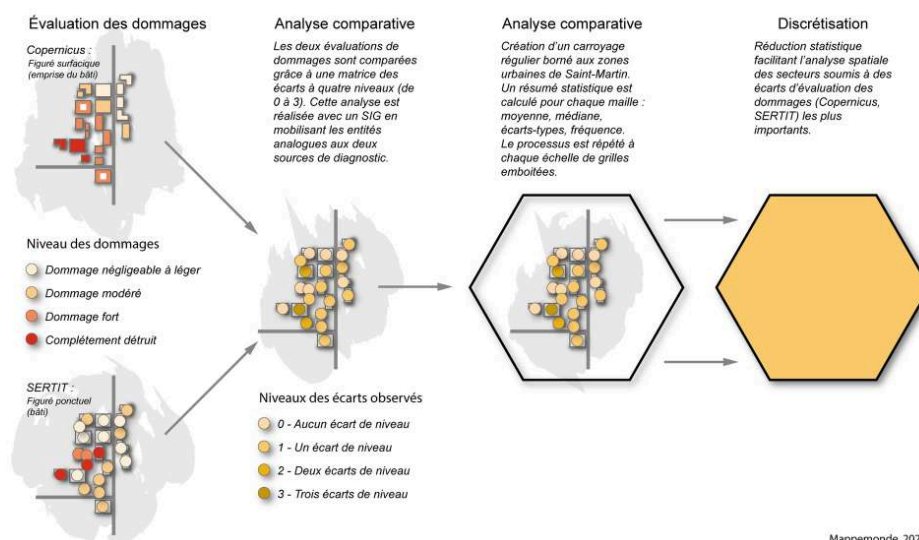 Évaluation des dommages
Copernicus :
Figuré surfacique
(emprise du bâti)
Niveau des dommages
Dommage négligeable à léger
Dommage modéré
Dommage fort
Complétement détruit
SERTIT :
Figuré ponctuel
(bâti)
Analyse comparative
Les deux évaluations de
dommages sont comparées
grâce à une matrice des
écarts à quatre niveaux (de
0 à 3). Cette analyse est
réalisée avec un SIG en
mobilisant les entités
analogues aux deux
sources de diagnostic.
Niveaux des écarts observés
0 - Aucun écart de niveau
1 - Un écart de niveau
2 - Deux écarts de niveau
3 - Trois écarts de niveau
Analyse comparative
Création d'un carroyage
régulier borné aux zones
urbaines de Saint-Martin.
Un résumé statistique est
calculé pour chaque maille :
moyenne, médiane,
écarts-types, fréquence.
Le processus est répété à
chaque échelle de grilles
emboitées.
Discrétisation
Réduction statistique
facilitant l'analyse spatiale
des secteurs soumis à des
écarts d'évaluation des
dommages (Copernicus,
SERTIT) les plus
importants.